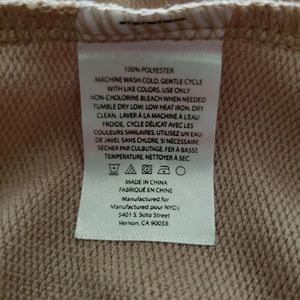 100% POLYESTER
MACHINE WASH COLD, GENTLE CYCLE
WITH LIKE COLORS, USE ONLY
NON-CHOLORINE BLEACH WHEN NEEDED
TUMBLE DRY LOW, LOW HEAT IRON, DRY
CLEAN. LAVER À LA MACHINE À L'EAU
FROIDE, CYCLE DÉLICAT AVEC LES
COULEURS SIMILAIRES, UTILISEZ UN EAU
DE JAVEL SANS CHLORE, SI NÉCESSAIRE.
SÉCHER PAR CULBUTAGE. FER A BASSE
TEMPÉRATURE. NETTOYER À SEC.
MADE IN CHINA
FABRIQUÉ EN CHINE
Manufactured for
Manufacturé pour NYDJ
5401 S. Soto Street
Vernon, CA 90058